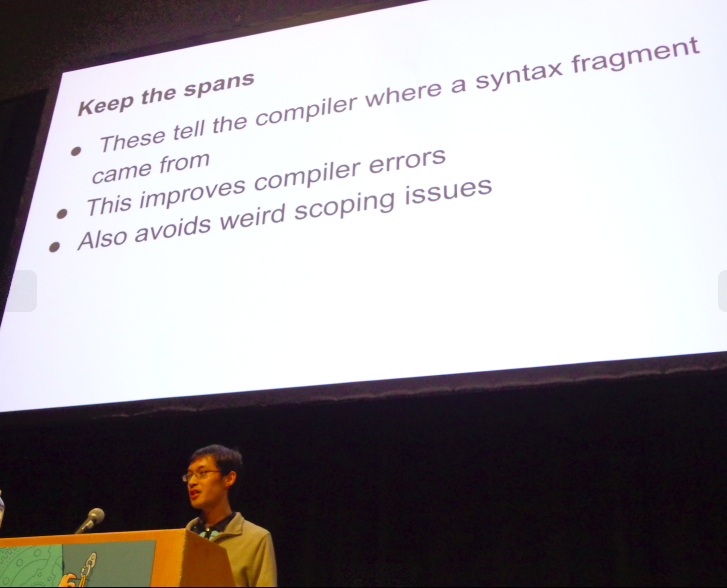 Keep the spans
● These tell the compiler where a syntax fragment
came from
● This improves compiler errors
● Also avoids weird scoping issues